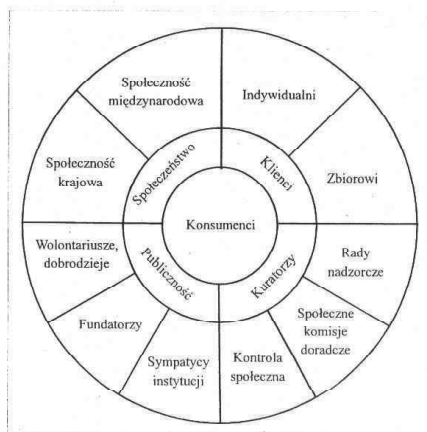 Społeczność
międzynarodowa
Indywidualni
Społeczność
krajowa
Społeczeństwo
Klienci
Zbiorowi
Konsumenci
Wolontariusze,
dobrodzieje
Publiczność
Kuratorzy
Rady
nadzorcze
Fundatorzy
Społeczne
komisje
doradcze
Sympatycy
instytucji
Kontrola
społeczna